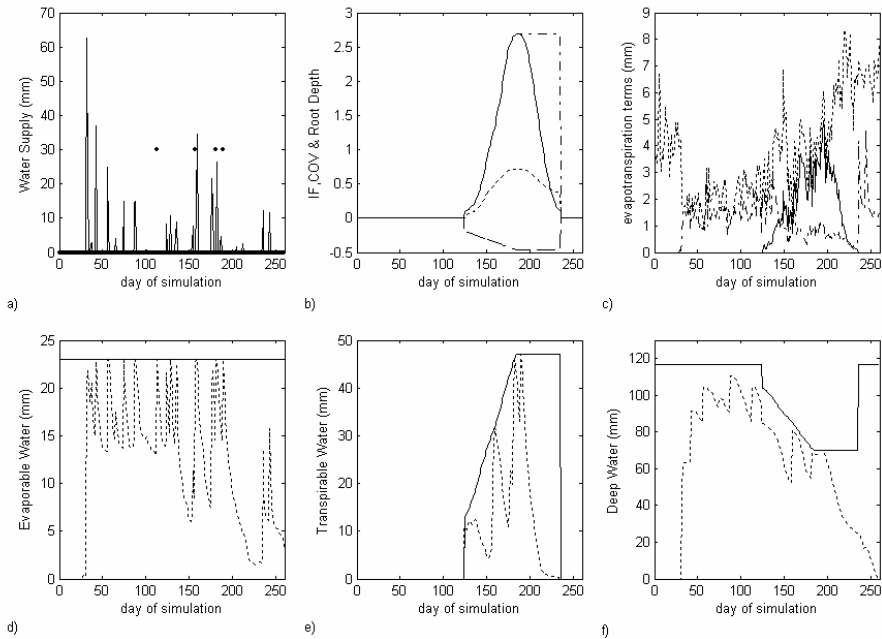 70
60
50
40
30
20
10
0
Water Supply (mm)
0 50 100 150 200 250
day of simulation
a)
3
2.5
2
1.5
1
0.5
0
-0.5
IF,COV & Root Depth
0 50 100 150 200 250
day of simulation
b)
9
8
7
6
5
4
3
2
1
0
evapotranspiration terms (mm)
0 50 100 150 200 250
day of simulation
c)
25
20
15
10
5
0
Evaporable Water (mm)
0 50 100 150 200 250
day of simulation
d)
50
40
30
20
10
0
Transpirable Water (mm)
0 50 100 150 200 250
day of simulation
e)
120
100
80
60
40
20
0
Deep Water (mm)
0 50 100 150 200 250
day of simulation
f)